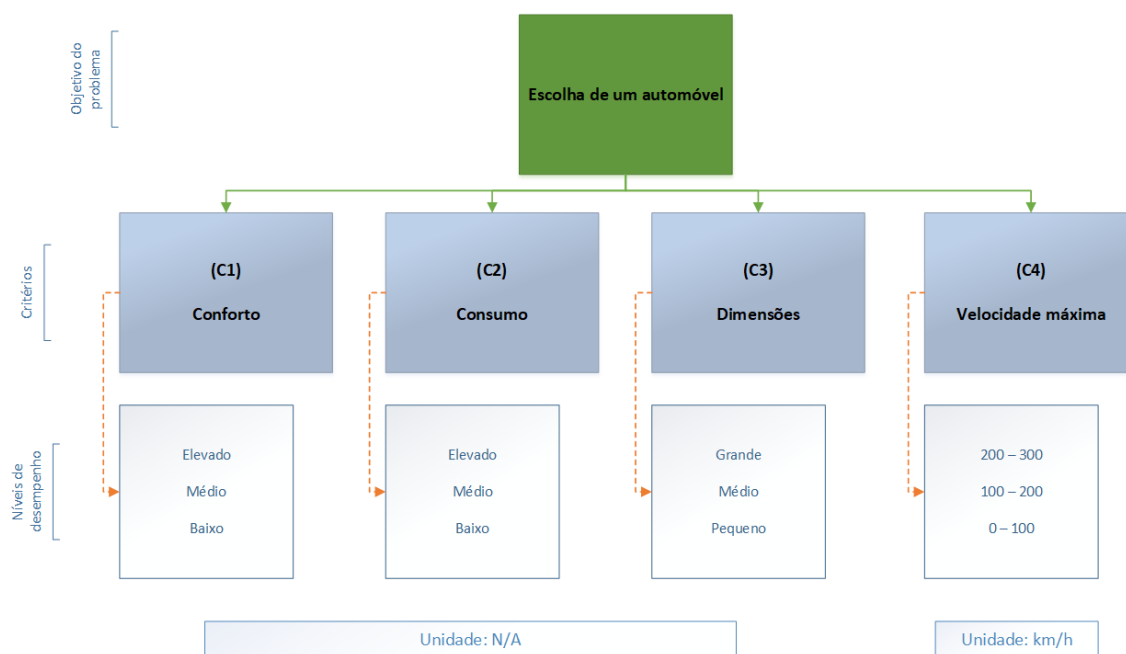 Objetivo do
problema
Escolha de um automóvel
Critérios
(C1)
Conforto
(C2)
Consumo
(C3)
Dimensões
(C4)
Velocidade máxima
Níveis de
desempenho
Elevado
Médio
Baixo
Elevado
Médio
Baixo
Grande
Médio
Pequeno
200 – 300
100 – 200
0 – 100
Unidade: N/A
Unidade: km/h